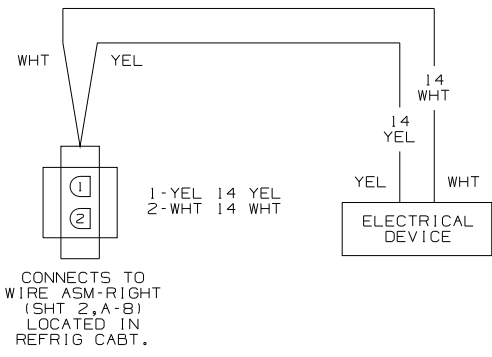 WHT
YEL
14
WHT
14
YEL
YEL
WHT
1
2
1-YEL 14 YEL
2-WHT 14 WHT
ELECTRICAL
DEVICE
CONNECTS TO
WIRE ASM-RIGHT
(SHT 2,A-8)
LOCATED IN
REFRIG CABT.